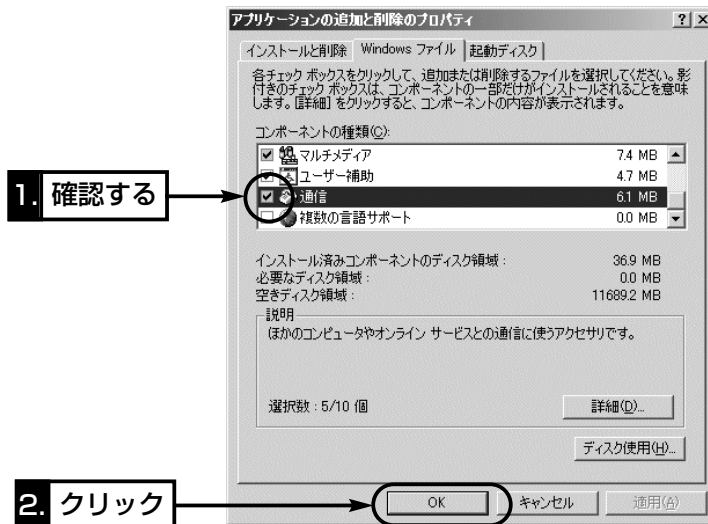 アプリケーションの追加と削除のプロパティ
インストールと削除 Windows ファイル 起動ディスク
各チェック ボックスをクリックして、追加または削除するファイルを選択してください。影
付きのチェック ボックスは、コンポーネントの一部だけがインストールされることを意味
します。[詳細] をクリックすると、コンポーネントの内容が表示されます。
コンポーネントの種類(C):
マルチメディア 7.4 MB
ユーザー補助 4.7 MB
1. 確認する
通信 6.1 MB
複数の言語サポート 0.0 MB
インストール済みコンポーネントのディスク領域 : 36.9 MB
必要なディスク領域 : 0.0 MB
空きディスク領域 : 11689.2 MB
説明
ほかのコンピュータやオンライン サービスとの通信に使うアクセサリです。
選択数 : 5/10 個 詳細(D)...
ディスク使用(H)...
2. クリック
OK キャンセル 適用(A)